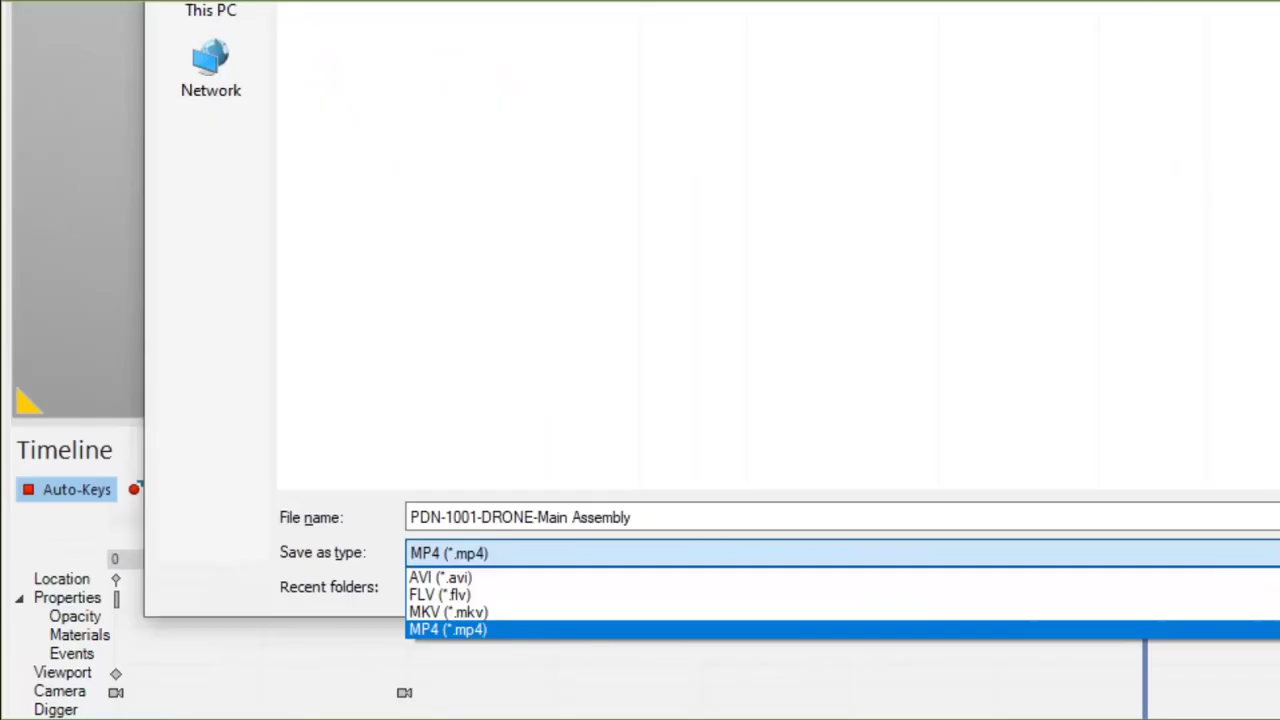 This PC
Network
Timeline
Auto-Keys
File name: PDN-1001-DRONE-Main Assembly
Save as type: MP4 (*.mp4)
AVI (*.avi)
FLV (*.flv)
MKV (*.mkv)
MP4 (*.mp4)
Recent folders:
0
Location
Properties
Opacity
Materials
Events
Viewport
Camera
Digger